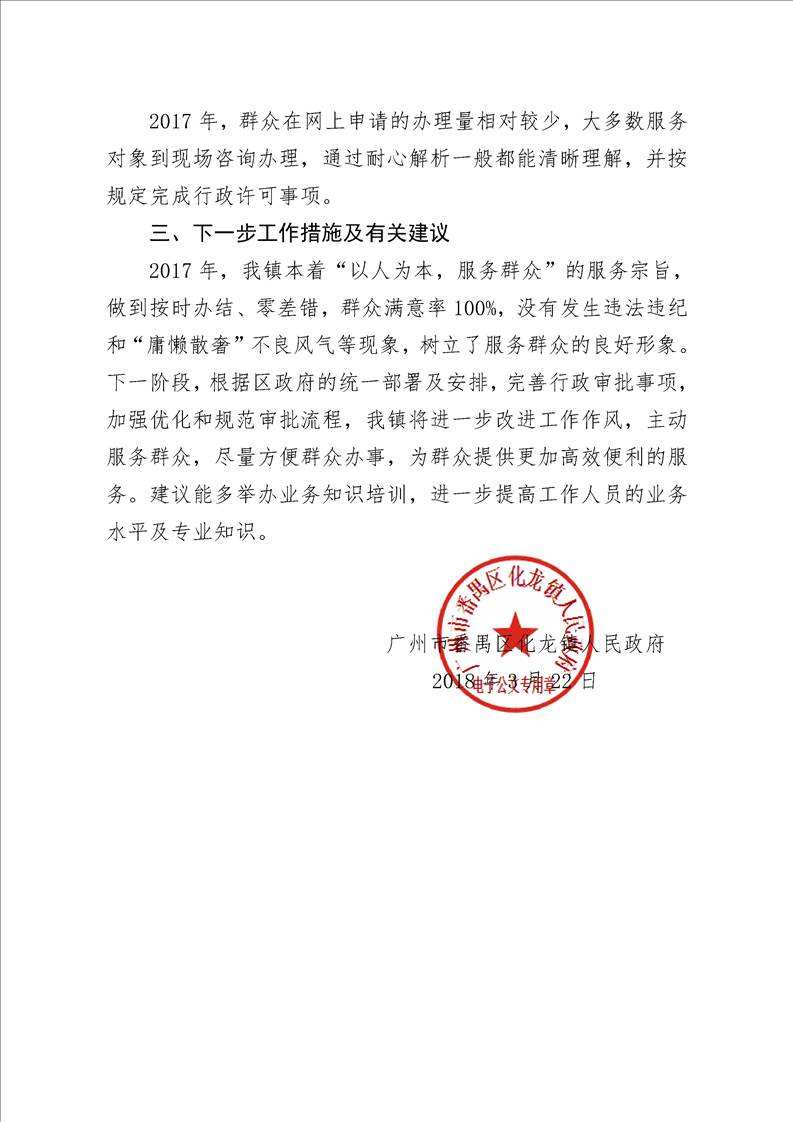 2017 年，群众在网上申请的办理量相对较少，大多数服务
对象到现场咨询办理，通过耐心解析一般都能清晰理解，并按
规定完成行政许可事项。
三、下一步工作措施及有关建议
2017 年，我镇本着“以人为本，服务群众”的服务宗旨，
做到按时办结、零差错，群众满意率 100%，没有发生违法违纪
和“庸懒散奢”不良风气等现象，树立了服务群众的良好形象。
下一阶段，根据区政府的统一部署及安排，完善行政审批事项，
加强优化和规范审批流程，我镇将进一步改进工作作风，主动
服务群众，尽量方便群众办事，为群众提供更加高效便利的服
务。建议能多举办业务知识培训，进一步提高工作人员的业务
水平及专业知识。
广州市番禺区化龙镇人民政府
2018 年 3 月 22 日
广州市番禺区化龙镇人民政府
电子公文专用章